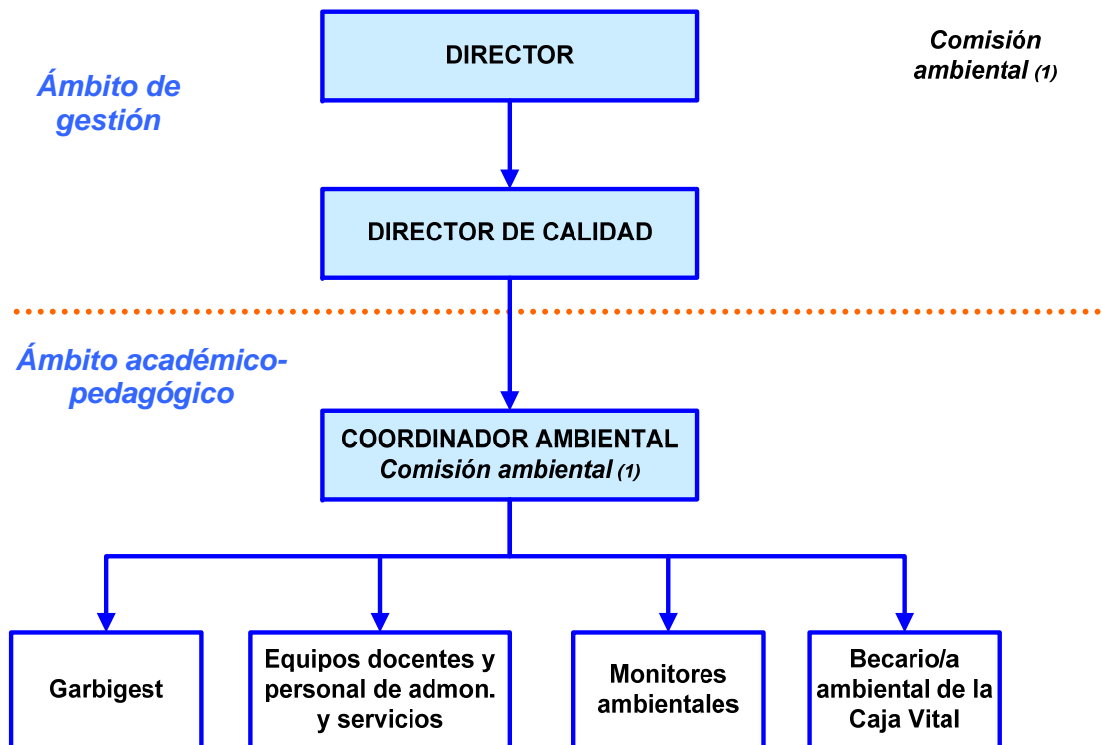 DIRECTOR
Comisión
ambiental (1)
Ámbito de
gestión
DIRECTOR DE CALIDAD
Ámbito académico-
pedagógico
COORDINADOR AMBIENTAL
Comisión ambiental (1)
Garbigest
Equipos docentes y
personal de admon.
y servicios
Monitores
ambientales
Becario/a
ambiental de la
Caja Vital